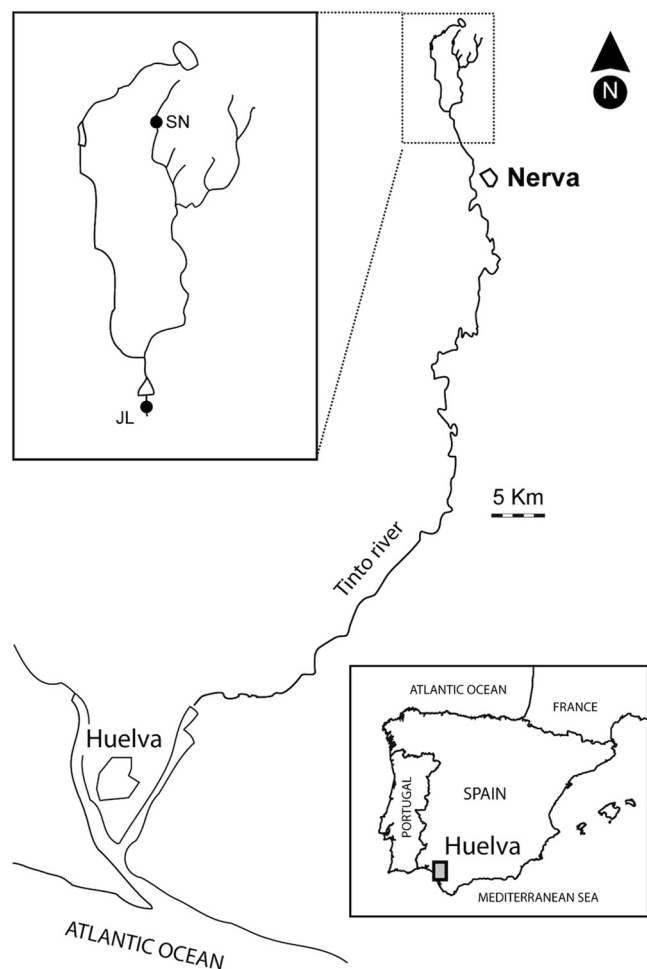 SN
JL
N
Nerva
5 Km
Tinto river
Huelva
ATLANTIC OCEAN
ATLANTIC OCEAN
FRANCE
PORTUGAL
SPAIN
Huelva
MEDITERRANEAN SEA